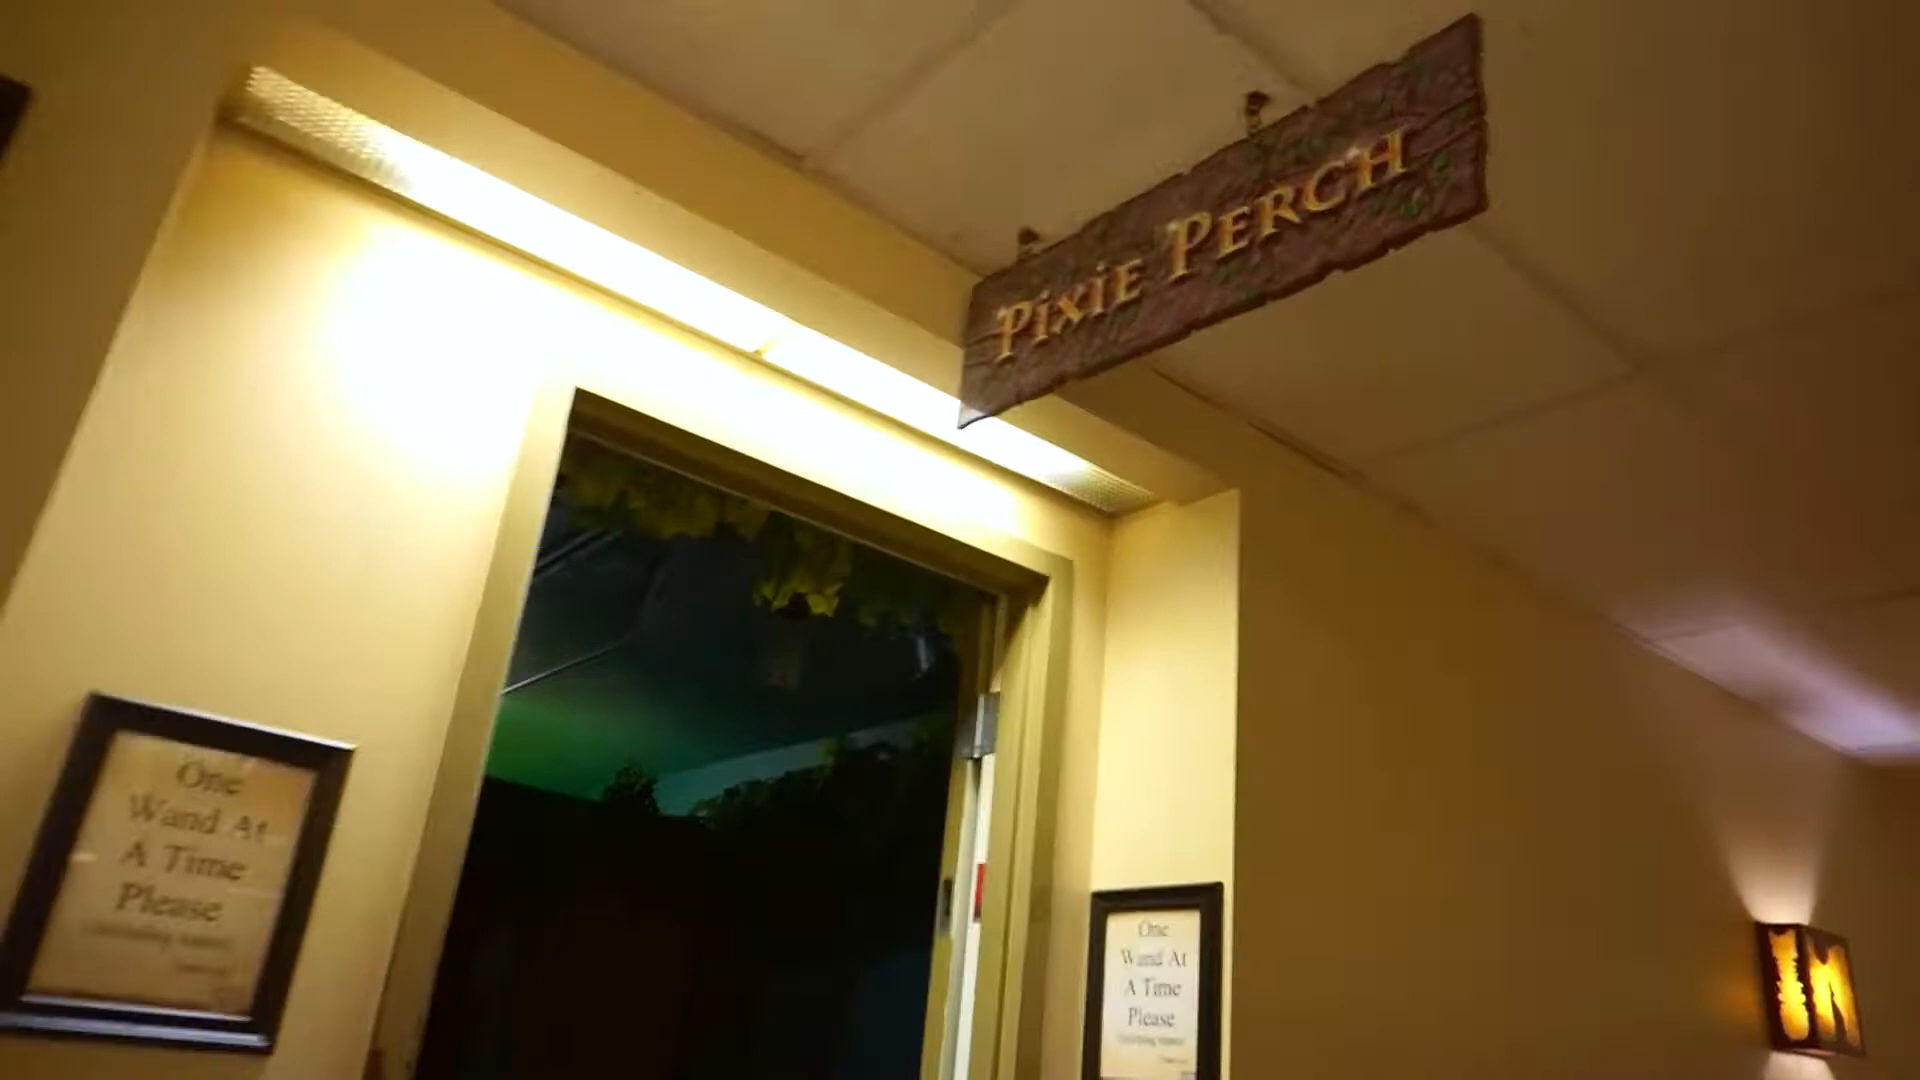 PIXIE PERCH
One
Wand At
A Time
Please
One
Wand At
A Time
Please